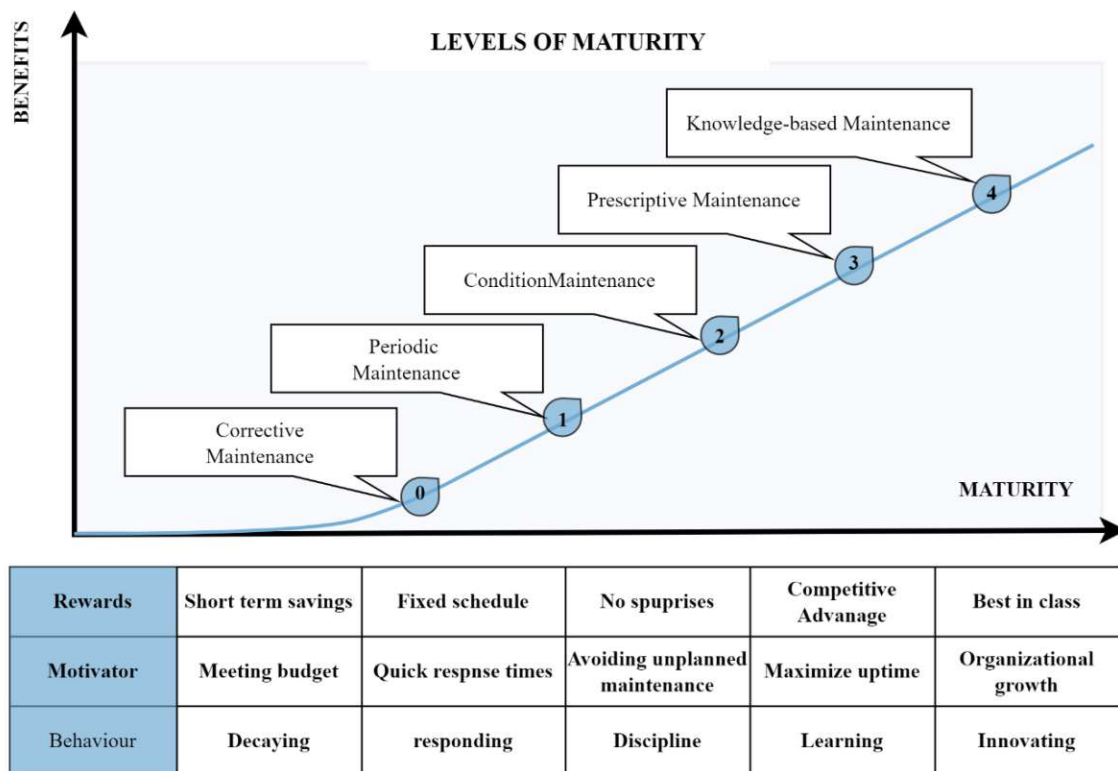 LEVELS OF MATURITY
BENEFITS
Knowledge-based Maintenance
4
Prescriptive Maintenance
3
ConditionMaintenance
2
Periodic
Maintenance
1
Corrective
Maintenance
0
MATURITY
Rewards
Short term savings
Fixed schedule
No spuprises
Competitive
Advanage
Best in class
Motivator
Meeting budget
Quick respnse times
Avoiding unplanned
maintenance
Maximize uptime
Organizational
growth
Behaviour
Decaying
responding
Discipline
Learning
Innovating